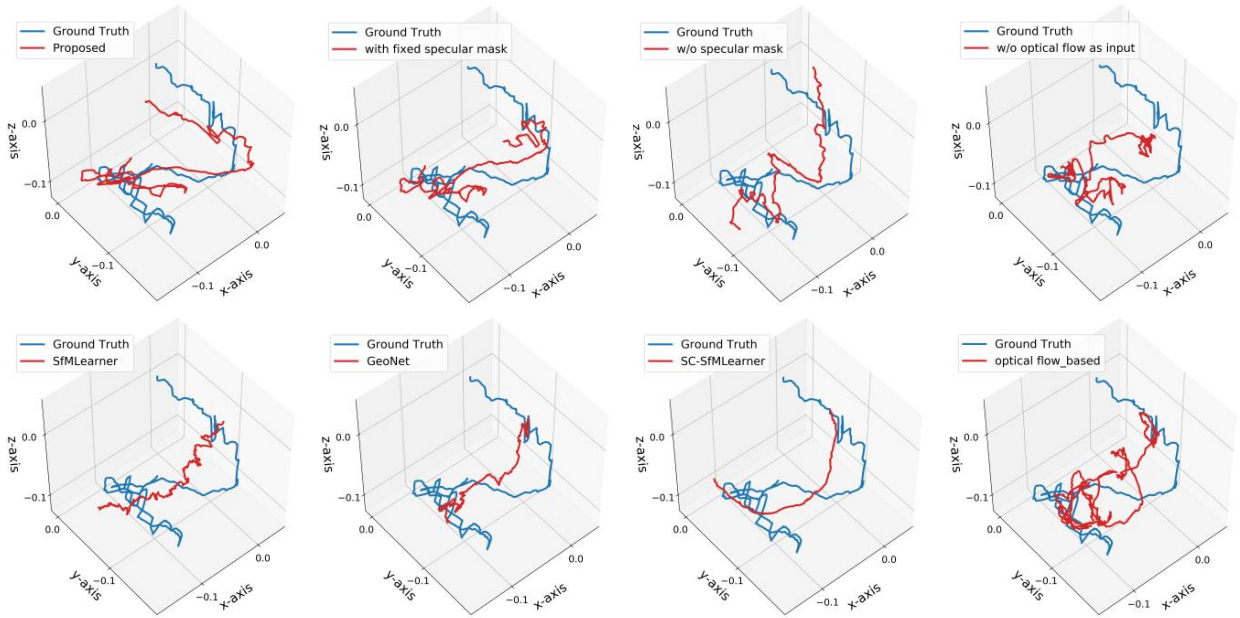 Ground Truth
Proposed
z-axis
0.0
−0.1
0.0
y-axis
−0.1
−0.1
x-axis
0.0
Ground Truth
with fixed specular mask
z-axis
0.0
−0.1
0.0
y-axis
−0.1
−0.1
x-axis
0.0
Ground Truth
w/o specular mask
z-axis
0.0
−0.1
0.0
y-axis
−0.1
−0.1
x-axis
0.0
Ground Truth
w/o optical flow as input
z-axis
0.0
−0.1
0.0
y-axis
−0.1
−0.1
x-axis
0.0
Ground Truth
SfMLearner
z-axis
0.0
−0.1
0.0
y-axis
−0.1
−0.1
x-axis
0.0
Ground Truth
GeoNet
z-axis
0.0
−0.1
0.0
y-axis
−0.1
−0.1
x-axis
0.0
Ground Truth
SC-SfMLearner
z-axis
0.0
−0.1
0.0
y-axis
−0.1
−0.1
x-axis
0.0
Ground Truth
optical flow_based
z-axis
0.0
−0.1
0.0
y-axis
−0.1
−0.1
x-axis
0.0